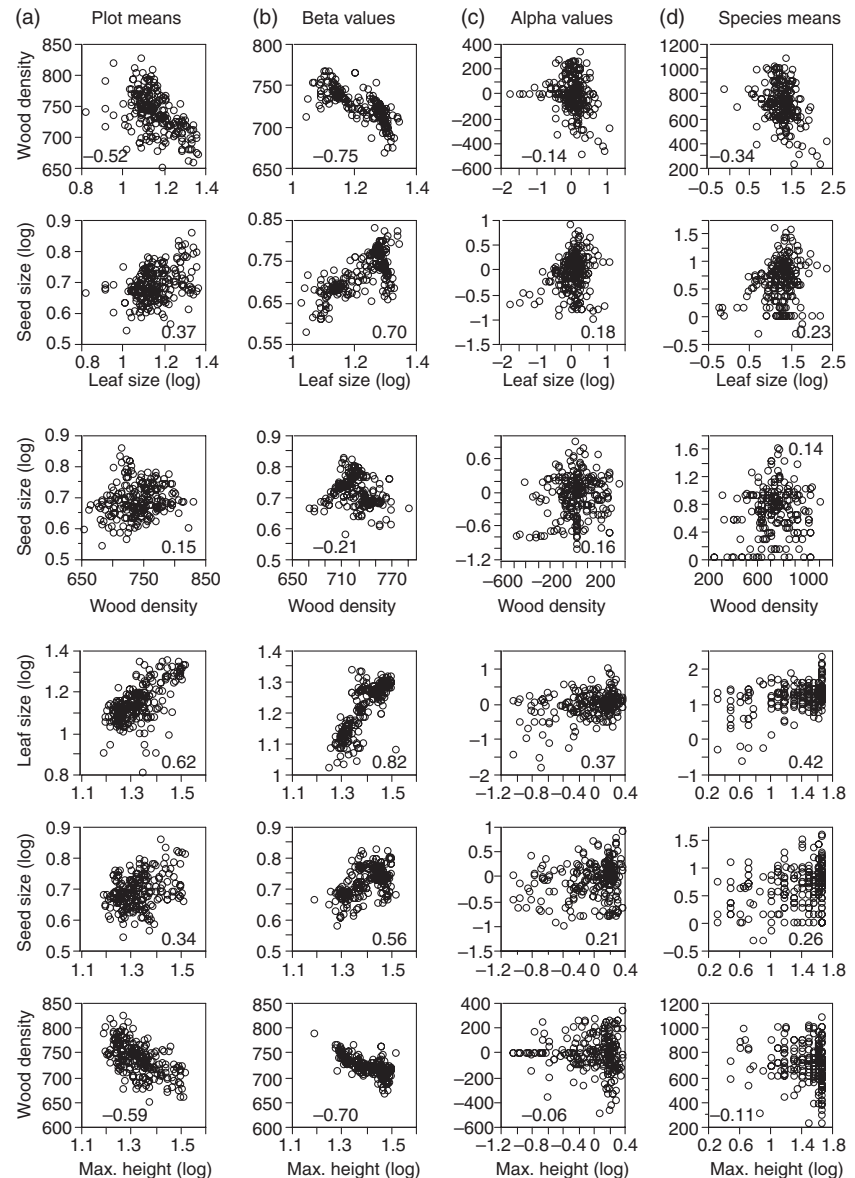 (a) Plot means (b) Beta values (c) Alpha values (d) Species means
Wood density
850 800 750 700 650
−0.52
0.8 1 1.2 1.4
800 750 700 650
−0.75
1 1.2 1.4
400 200 0 −200 −400 −600
−0.14
−2 −1 0 1
1200 1000 800 600 400 200
−0.34
−0.5 0.5 1.5 2.5
Seed size (log)
0.9 0.8 0.7 0.6 0.5
0.37
0.8 1 1.2 1.4
Leaf size (log)
0.85 0.75 0.65 0.55
0.70
1 1.2 1.4
Leaf size (log)
1 0.5 0 −0.5 −1 −1.5
0.18
−2 −1 0 1
Leaf size (log)
1.5 1 0.5 0 −0.5
0.23
−0.5 0.5 1.5 2.5
Leaf size (log)
Seed size (log)
0.9 0.8 0.7 0.6 0.5
0.15
650 750 850
Wood density
0.9 0.8 0.7 0.6 0.5
−0.21
650 710 770
Wood density
0.6 0 −0.6 −1.2
−0.16
−600 −200 200
Wood density
1.6 1.2 0.8 0.4 0
0.14
200 600 1000
Wood density
Leaf size (log)
1.4 1.3 1.2 1.1 1 0.8
0.62
1.1 1.3 1.5
1.4 1.3 1.2 1.1 1
0.82
1.1 1.3 1.5
2 1 0 −1 −2
0.37
−1.2 −0.4 0 0.4
2 1 0 −1
0.42
0.2 0.6 1 1.4 1.8
Seed size (log)
0.9 0.8 0.7 0.6 0.5
0.34
1.1 1.3 1.5
0.9 0.8 0.7 0.6 0.5
0.56
1.1 1.3 1.5
1 0.5 0 −0.5 −1 −1.5
0.21
−1.2 −0.4 0 0.4
1.5 1 0.5 0 −0.5
0.26
0.2 0.6 1 1.4 1.8
Wood density
850 800 750 700 650 600
−0.59
1.1 1.3 1.5
Max. height (log)
850 800 750 700 650 600
−0.70
1.1 1.3 1.5
Max. height (log)
400 200 0 −200 −400 −600
−0.06
−1.2 −0.4 0 0.4
Max. height (log)
1200 1000 800 600 400 200
−0.11
0.2 0.6 1 1.4 1.8
Max. height (log)